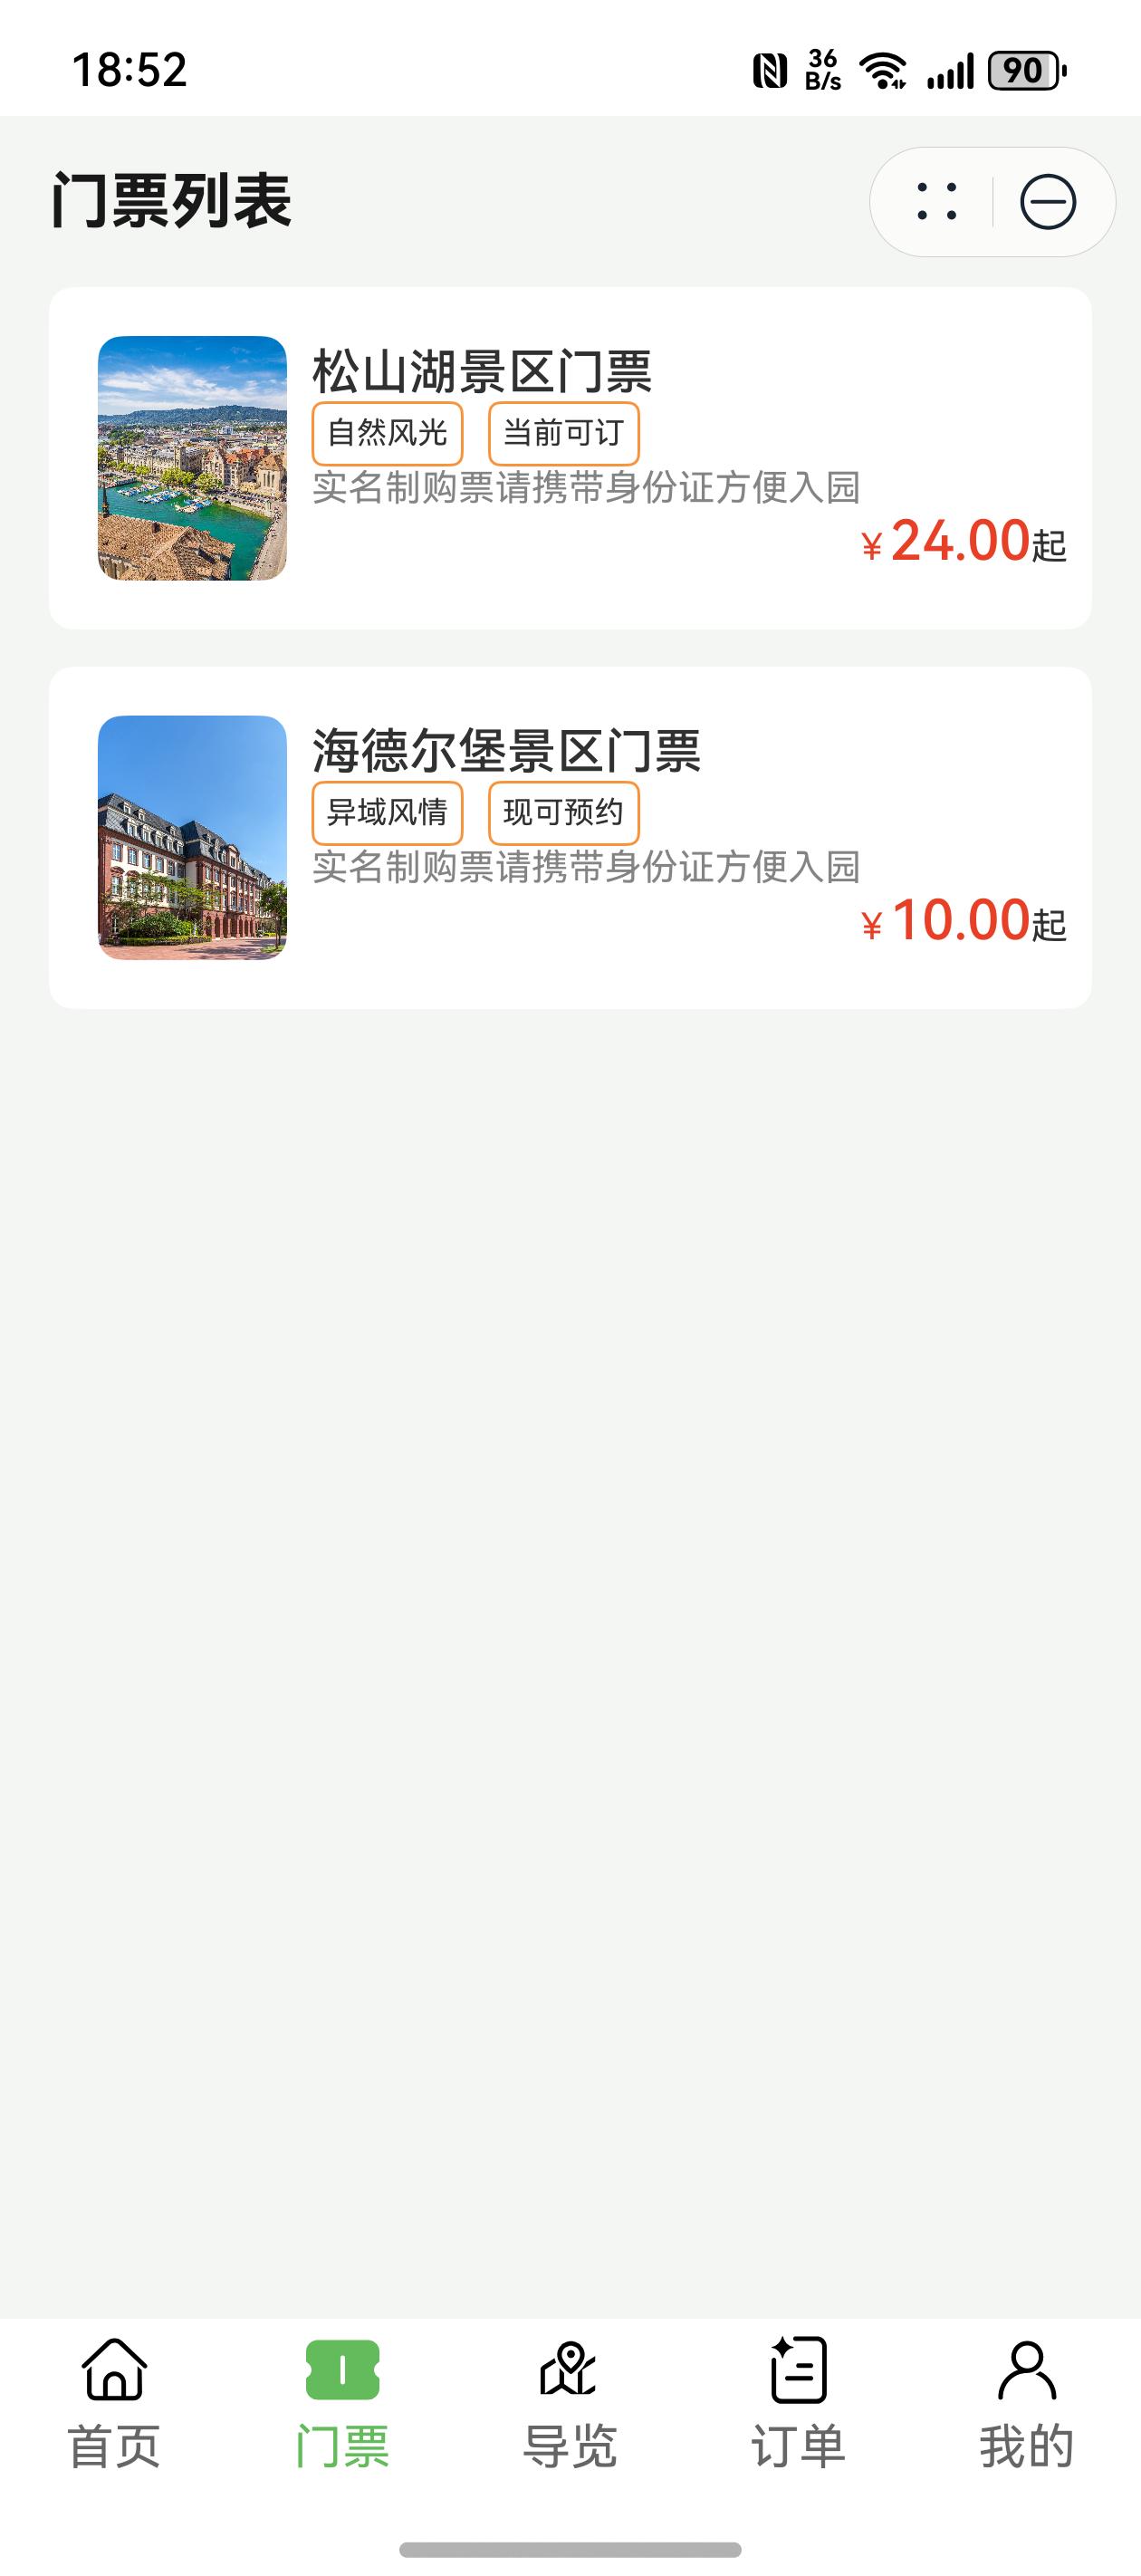 18:52
36
B/s
90
门票列表
松山湖景区门票
自然风光 当前可订
实名制购票请携带身份证方便入园
¥24.00起
海德尔堡景区门票
异域风情 现可预约
实名制购票请携带身份证方便入园
¥10.00起
首页 门票 导览 订单 我的